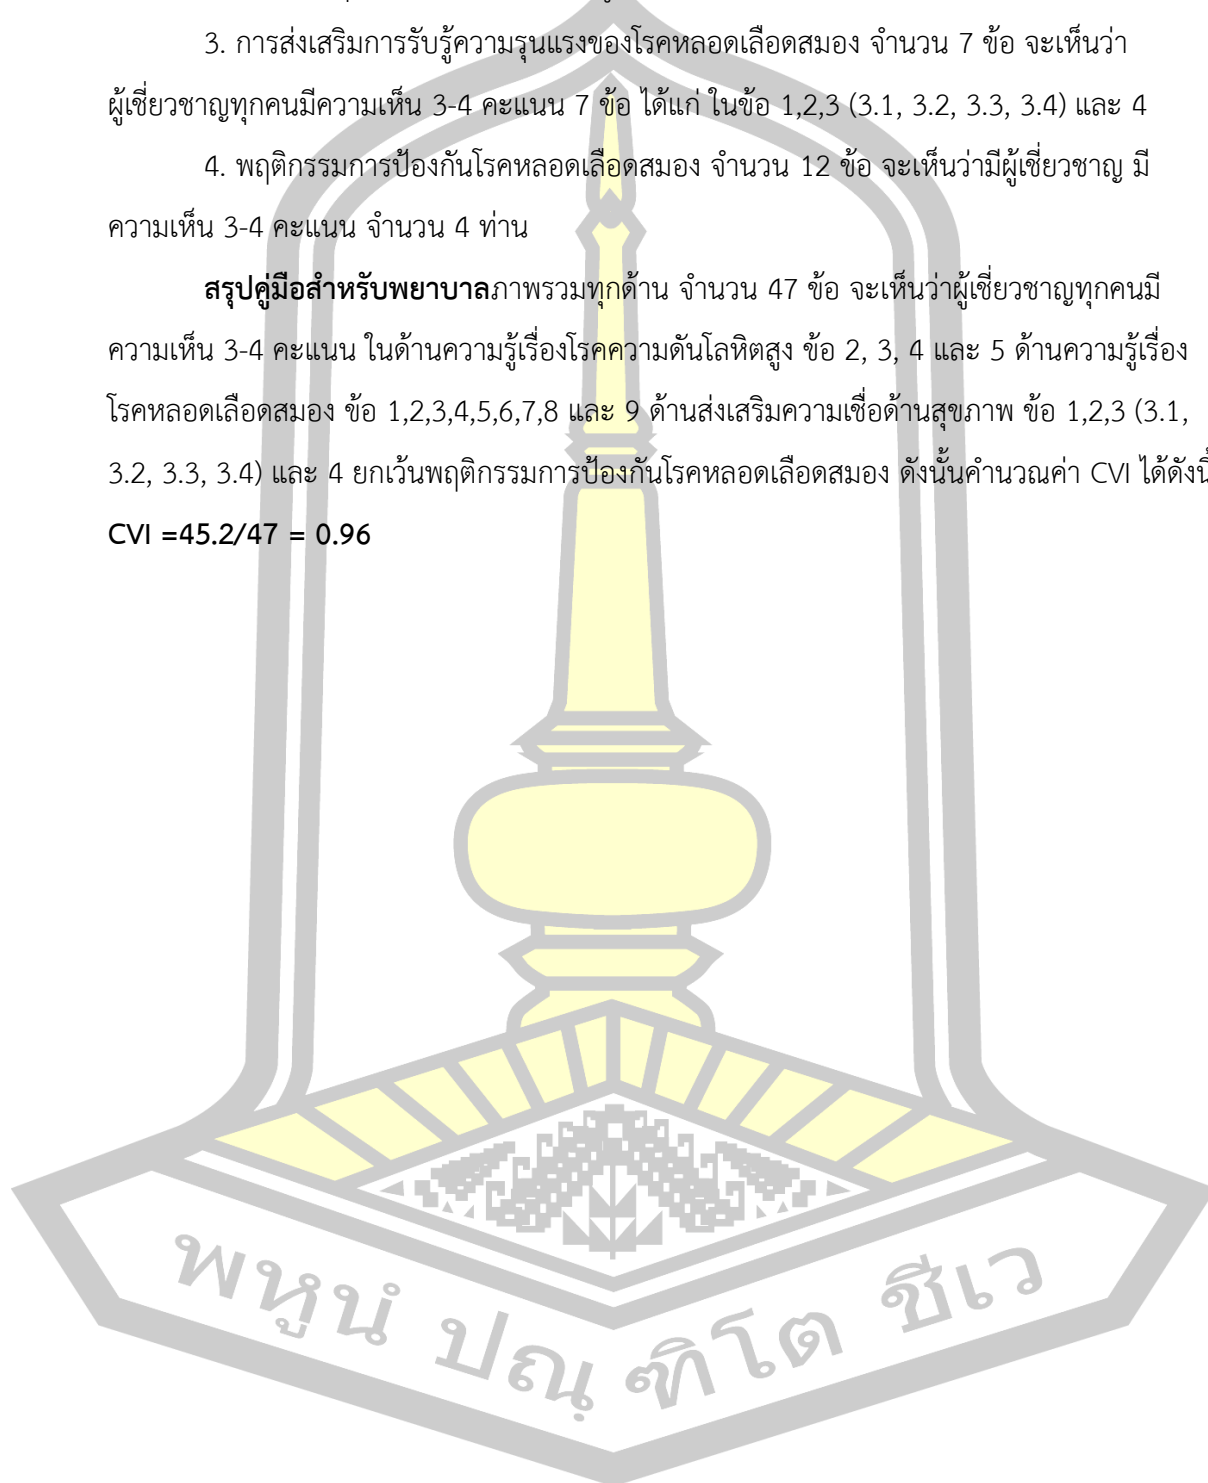 3. การส่งเสริมการรับรู้ความรุนแรงของโรคหลอดเลือดสมอง จำนวน 7 ข้อ จะเห็นว่า
ผู้เชี่ยวชาญทุกคนมีความเห็น 3-4 คะแนน 7 ข้อ ได้แก่ ในข้อ 1,2,3 (3.1, 3.2, 3.3, 3.4) และ 4
4. พฤติกรรมการป้องกันโรคหลอดเลือดสมอง จำนวน 12 ข้อ จะเห็นว่ามีผู้เชี่ยวชาญ มี
ความเห็น 3-4 คะแนน จำนวน 4 ท่าน
สรุปคู่มือสำหรับพยาบาลภาพรวมทุกด้าน จำนวน 47 ข้อ จะเห็นว่าผู้เชี่ยวชาญทุกคนมี
ความเห็น 3-4 คะแนน ในด้านความรู้เรื่องโรคความดันโลหิตสูง ข้อ 2, 3, 4 และ 5 ด้านความรู้เรื่อง
โรคหลอดเลือดสมอง ข้อ 1,2,3,4,5,6,7,8 และ 9 ด้านส่งเสริมความเชื่อด้านสุขภาพ ข้อ 1,2,3 (3.1,
3.2, 3.3, 3.4) และ 4 ยกเว้นพฤติกรรมการป้องกันโรคหลอดเลือดสมอง ดังนั้นคำนวณค่า CVI ได้ดังนี้
CVI =45.2/47 = 0.96
พหูนํ ปณฺฑิโต ชีเว